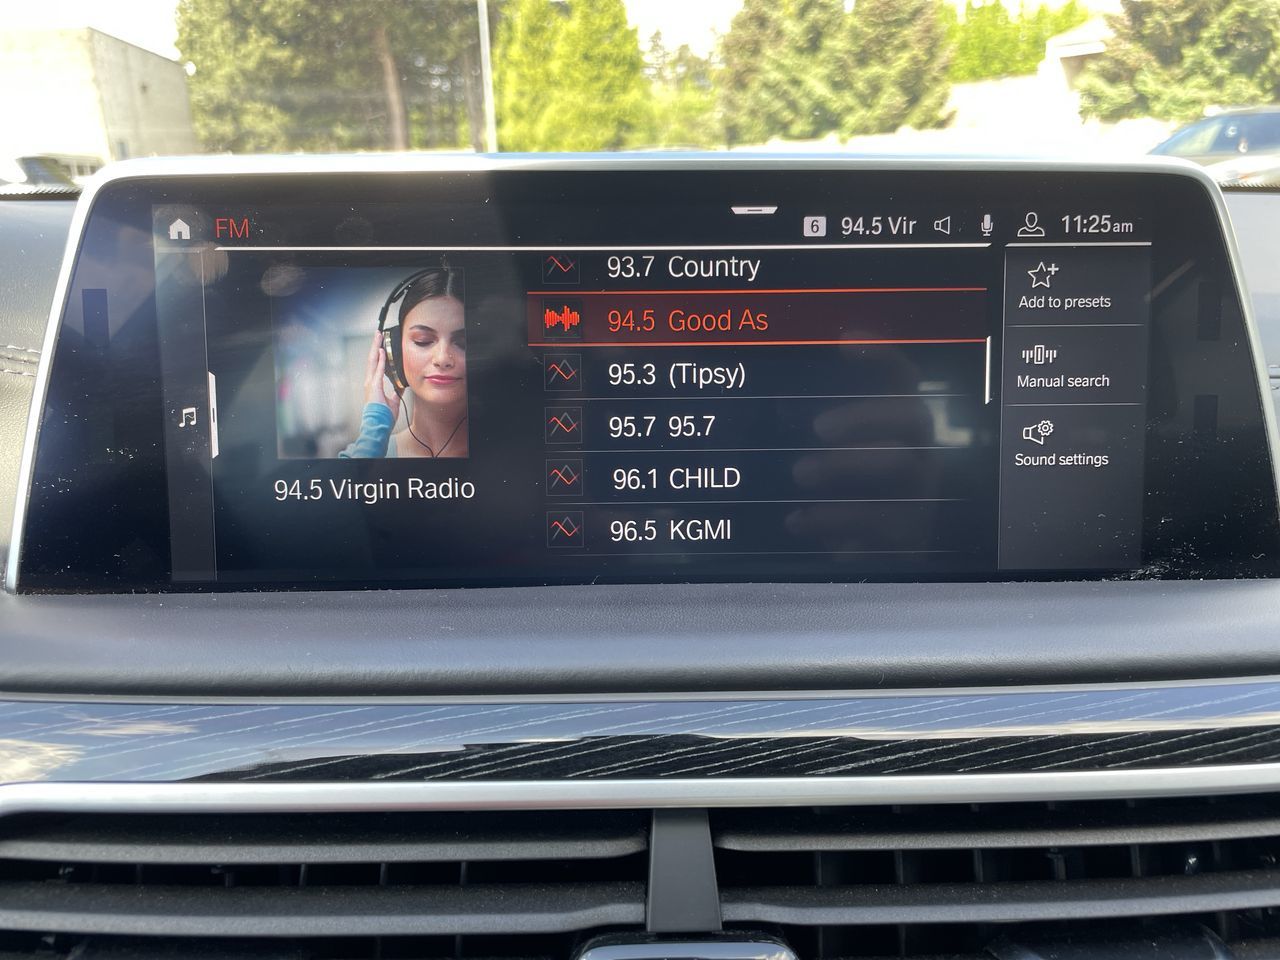 FM
6 94.5 Vir
11:25am
93.7 Country
94.5 Good As
95.3 (Tipsy)
95.7 95.7
96.1 CHILD
96.5 KGMI
94.5 Virgin Radio
Add to presets
Manual search
Sound settings